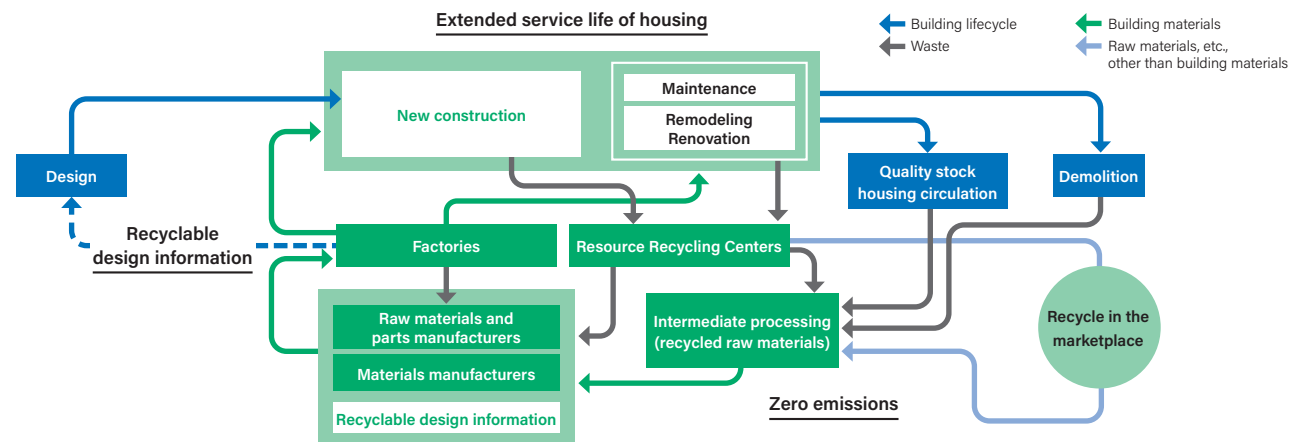 Extended service life of housing
Building lifecycle
Waste
Building materials
Raw materials, etc.,
other than building materials
New construction
Maintenance
Remodeling
Renovation
Design
Quality stock
housing circulation
Demolition
Recyclable
design information
Factories
Resource Recycling Centers
Raw materials and
parts manufacturers
Materials manufacturers
Recyclable design information
Intermediate processing
(recycled raw materials)
Recycle in the
marketplace
Zero emissions